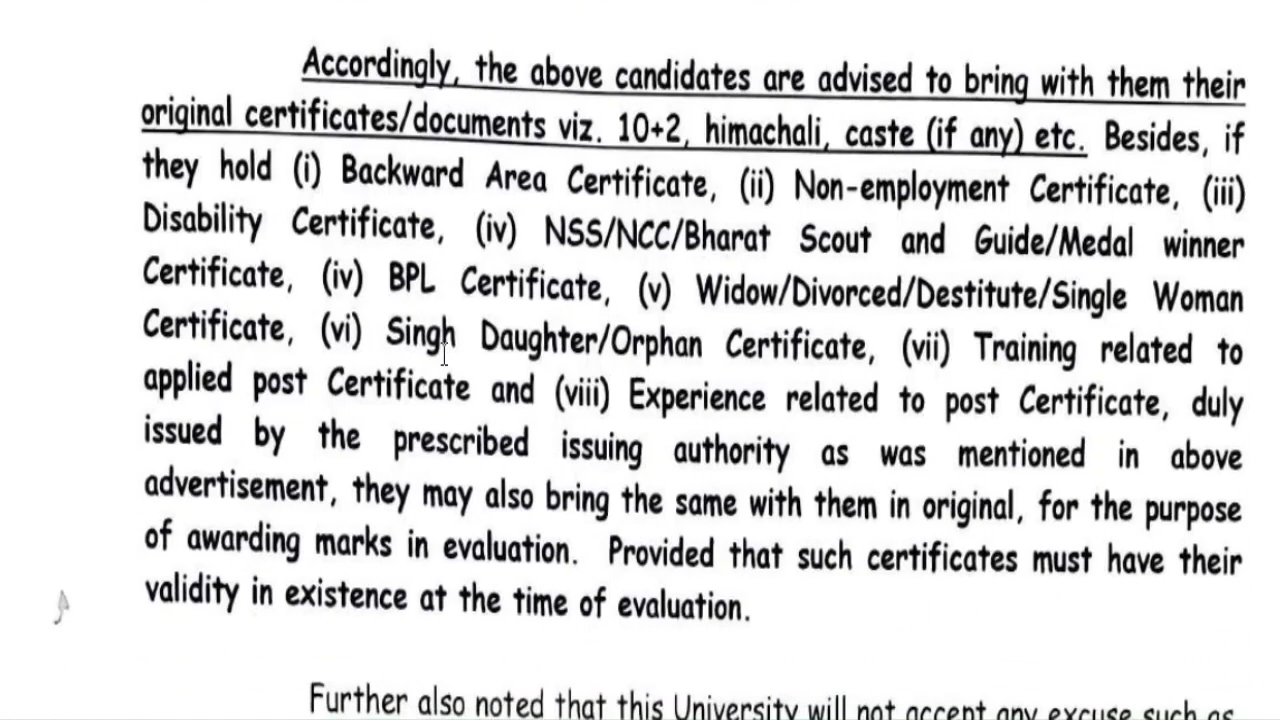 Accordingly, the above candidates are advised to bring with them their
original certificates/documents viz. 10+2, himachali, caste (if any) etc. Besides, if
they hold (i) Backward Area Certificate, (ii) Non-employment Certificate, (iii)
Disability Certificate, (iv) NSS/NCC/Bharat Scout and Guide/Medal winner
Certificate, (iv) BPL Certificate, (v) Widow/Divorced/Destitute/Single Woman
Certificate, (vi) Singh Daughter/Orphan Certificate, (vii) Training related to
applied post Certificate and (viii) Experience related to post Certificate, duly
issued by the prescribed issuing authority as was mentioned in above
advertisement, they may also bring the same with them in original, for the purpose
of awarding marks in evaluation. Provided that such certificates must have their
validity in existence at the time of evaluation.
Further also noted that this University will not accept any excuse such as